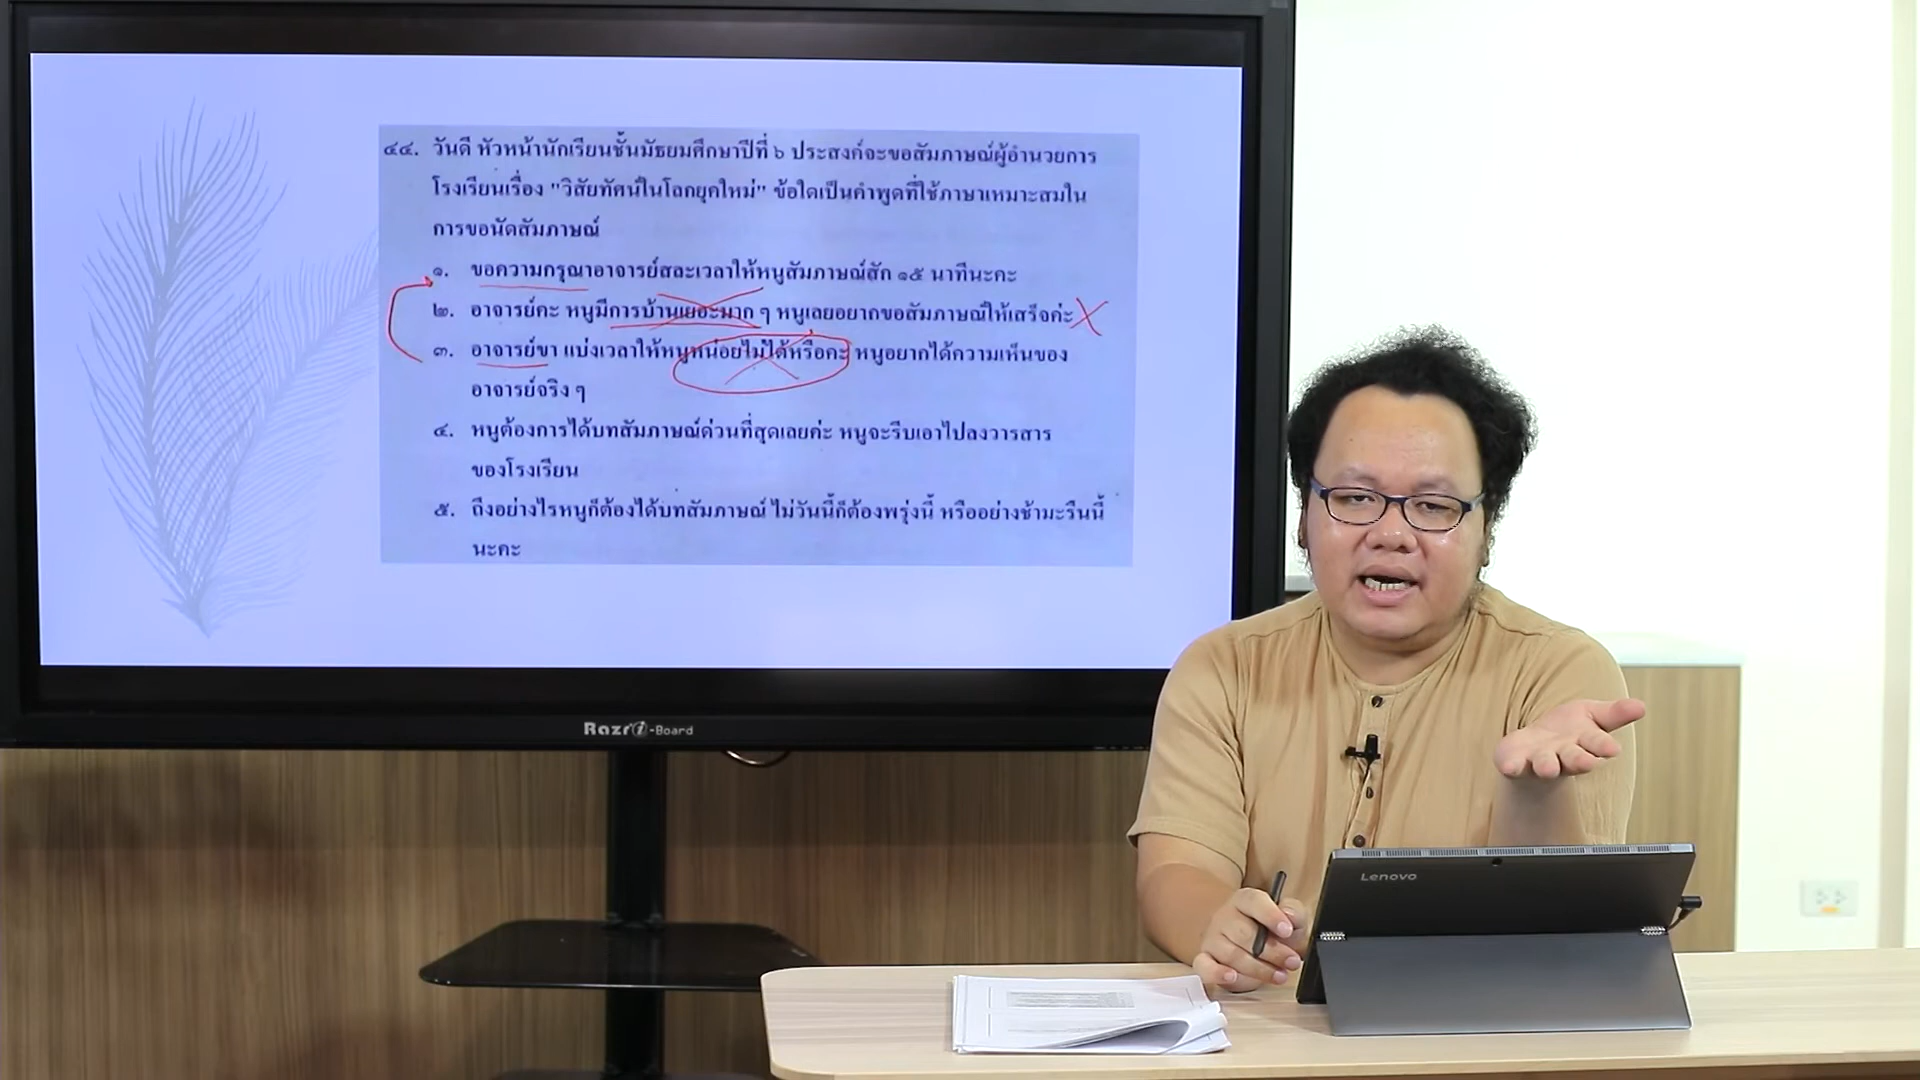 ๔๔. วันดี หัวหน้านักเรียนชั้นมัธยมศึกษาปีที่ ๖ ประสงค์จะขอสัมภาษณ์ผู้อำนวยการ
โรงเรียนเรื่อง "วิสัยทัศน์ในโลกยุคใหม่" ข้อใดเป็นคำพูดที่ใช้ภาษาเหมาะสมใน
การขอนัดสัมภาษณ์
๑. ขอความกรุณาอาจารย์สละเวลาให้หนูสัมภาษณ์สัก ๑๕ นาทีนะคะ
๒. อาจารย์คะ หนูมีการบ้านเยอะมาก ๆ หนูเลยอยากขอสัมภาษณ์ให้เสร็จค่ะ
๓. อาจารย์ขา แบ่งเวลาให้หนูหน่อยไม่ได้หรือคะ หนูอยากได้ความเห็นของ
อาจารย์จริง ๆ
๔. หนูต้องการได้บทสัมภาษณ์ด่วนที่สุดเลยค่ะ หนูจะรีบเอาไปลงวารสาร
ของโรงเรียน
๕. ถึงอย่างไรหนูก็ต้องได้บทสัมภาษณ์ ไม่วันนี้ก็ต้องพรุ่งนี้ หรืออย่างช้ามะรืนนี้
นะคะ
Razr i-Board
Lenovo